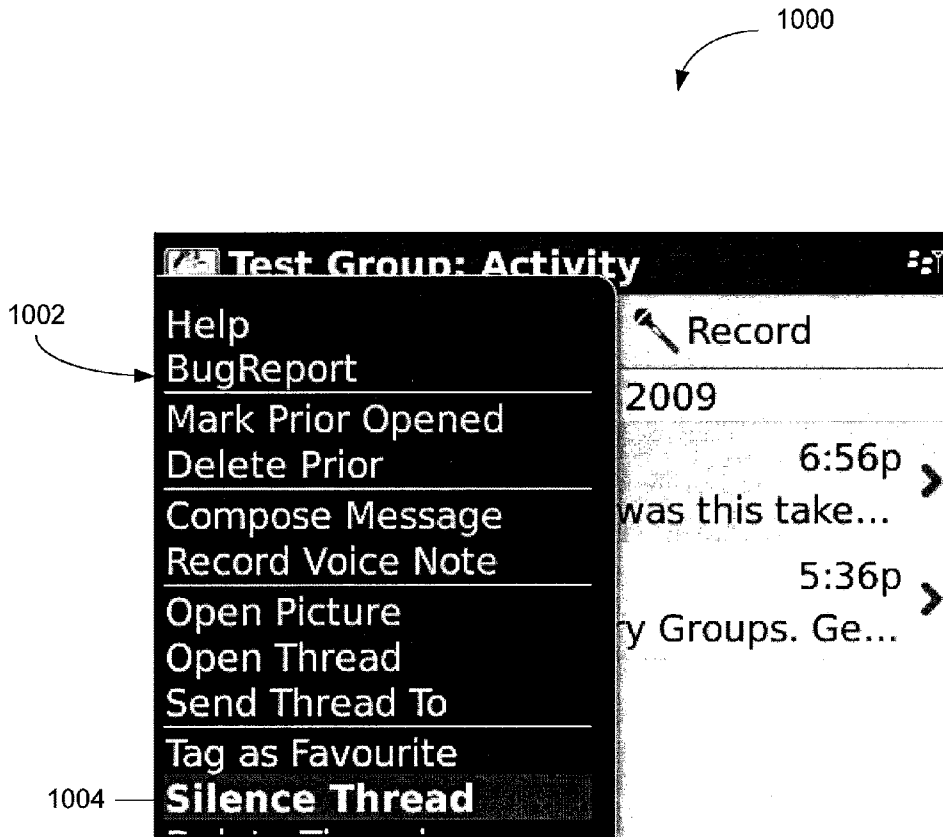 1000
Test Group: Activity
1002
Help
Record
BugReport
2009
Mark Prior Opened
6:56p
Delete Prior
Compose Message
was this take...
Record Voice Note
5:36p
Open Picture
y Groups. Ge...
Open Thread
Send Thread To
Tag as Favourite
1004
Silence Thread